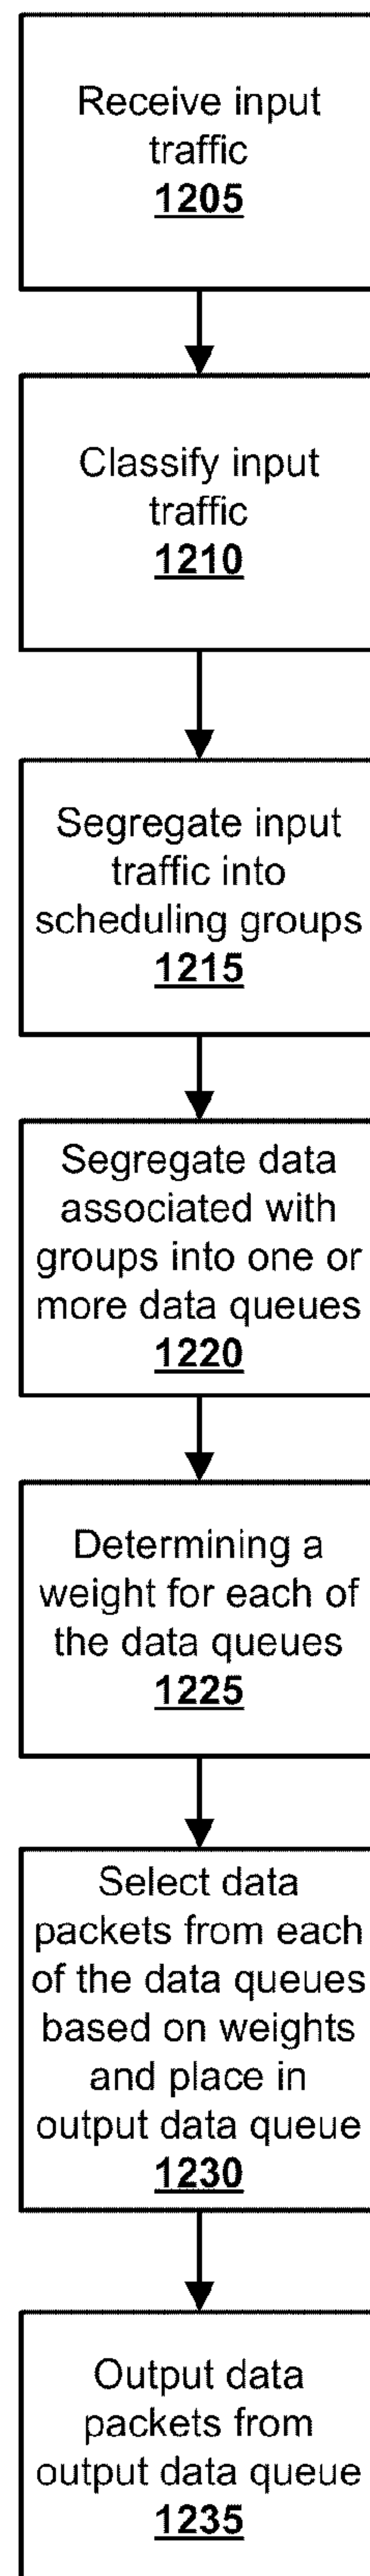 Receive input
traffic
1205
Classify input
traffic
1210
Segregate input
traffic into
scheduling groups
1215
Segregate data
associated with
groups into one or
more data queues
1220
Determining a
weight for each of
the data queues
1225
Select data
packets from each
of the data queues
based on weights
and place in
output data queue
1230
Output data
packets from
output data queue
1235